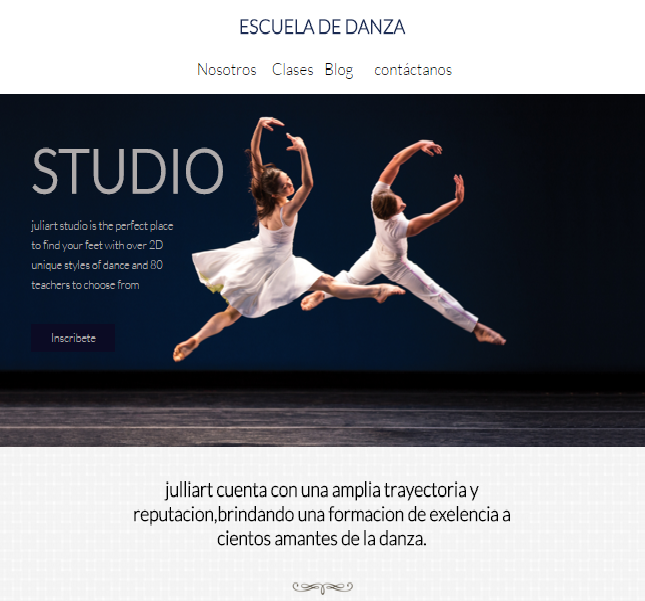 ESCUELA DE DANZA
Nosotros Clases Blog contáctanos
STUDIO
juliart studio is the perfect place
to find your feet with over 2D
unique styles of dance and 80
teachers to choose from
Inscribete
julliart cuenta con una amplia trayectoria y
reputacion,brindando una formacion de exelencia a
cientos amantes de la danza.